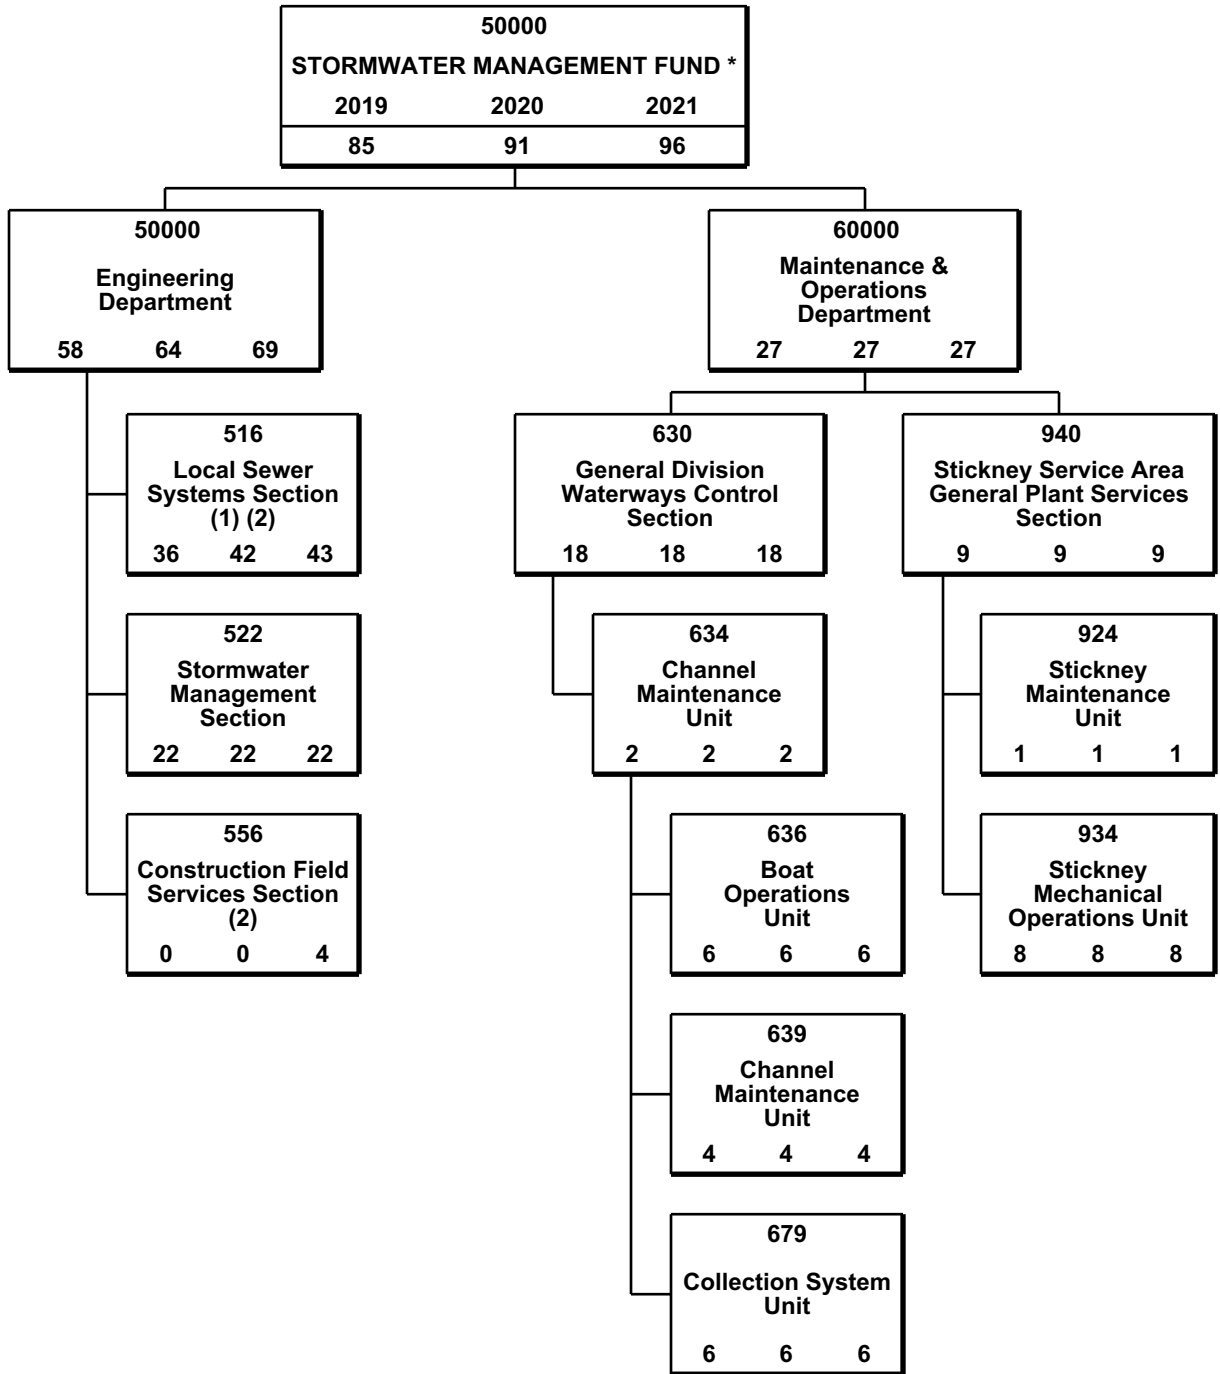 50000
STORMWATER MANAGEMENT FUND *
2019 2020 2021
85 91 96
50000
Engineering
Department
58 64 69
516
Local Sewer
Systems Section
(1) (2)
36 42 43
522
Stormwater
Management
Section
22 22 22
556
Construction Field
Services Section
(2)
0 0 4
60000
Maintenance &
Operations
Department
27 27 27
630
General Division
Waterways Control
Section
18 18 18
634
Channel
Maintenance
Unit
2 2 2
636
Boat
Operations
Unit
6 6 6
639
Channel
Maintenance
Unit
4 4 4
679
Collection System
Unit
6 6 6
940
Stickney Service Area
General Plant Services
Section
9 9 9
924
Stickney
Maintenance
Unit
1 1 1
934
Stickney
Mechanical
Operations Unit
8 8 8